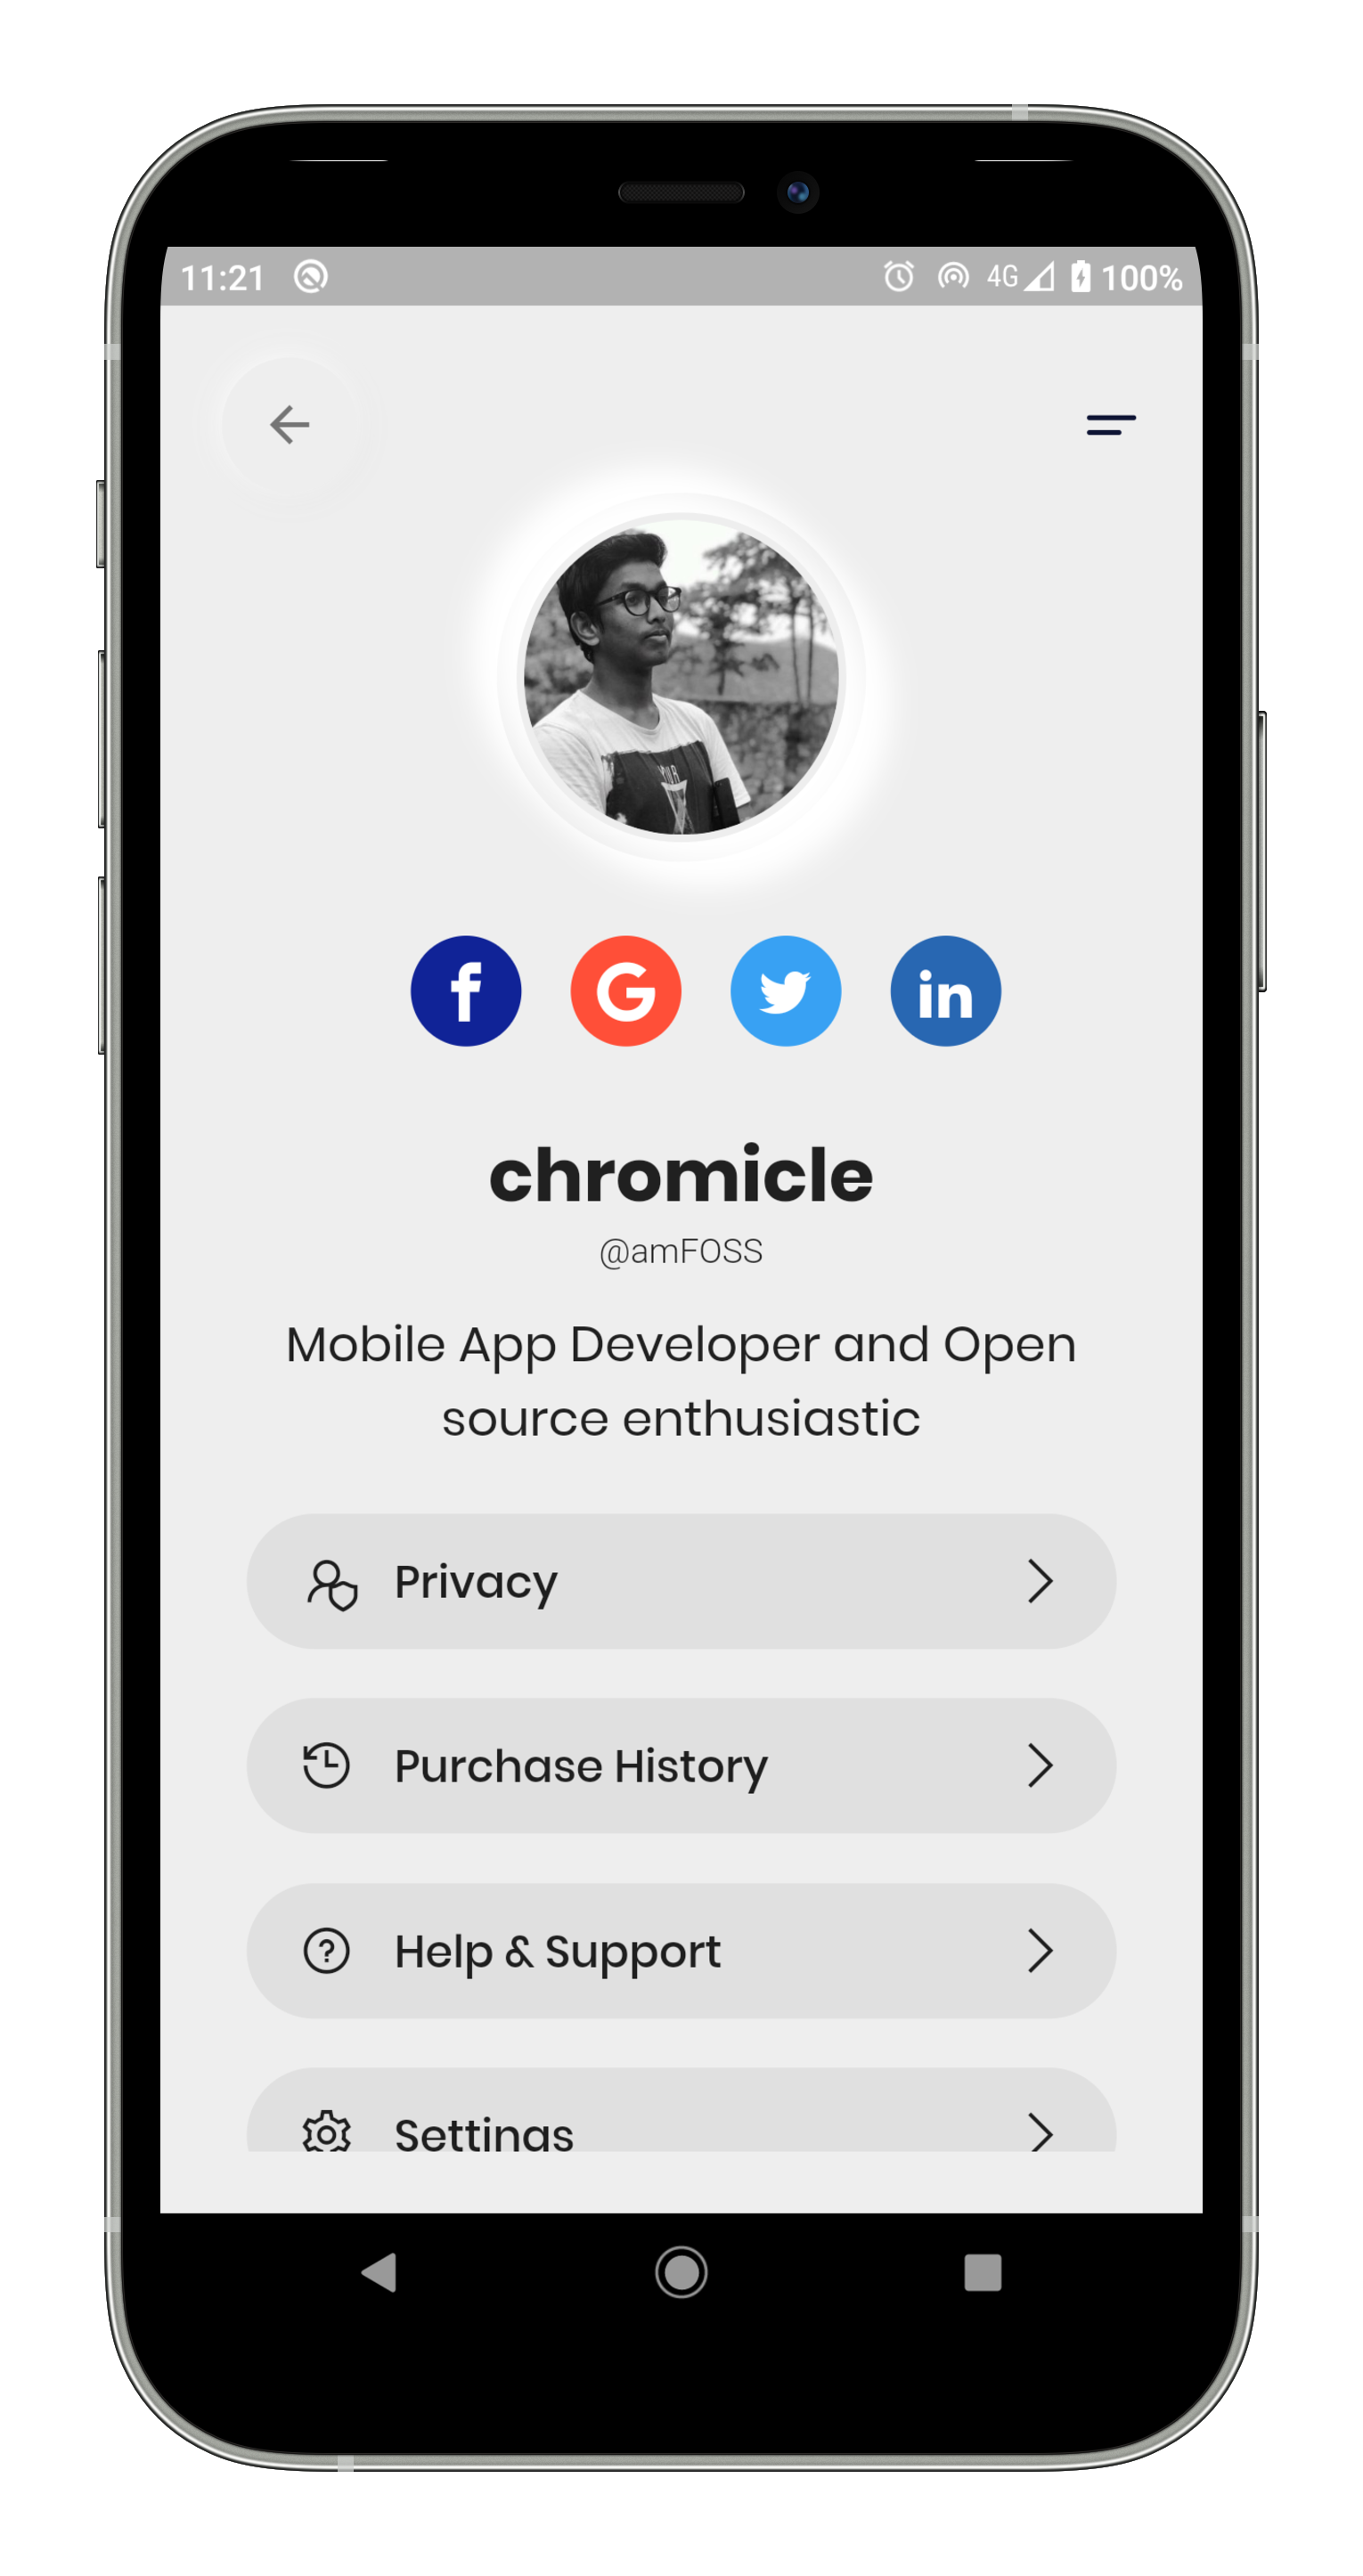 11:21
4G 100%
f G in
chromicle
@amFOSS
Mobile App Developer and Open
source enthusiastic
Privacy
Purchase History
? Help & Support
Settings